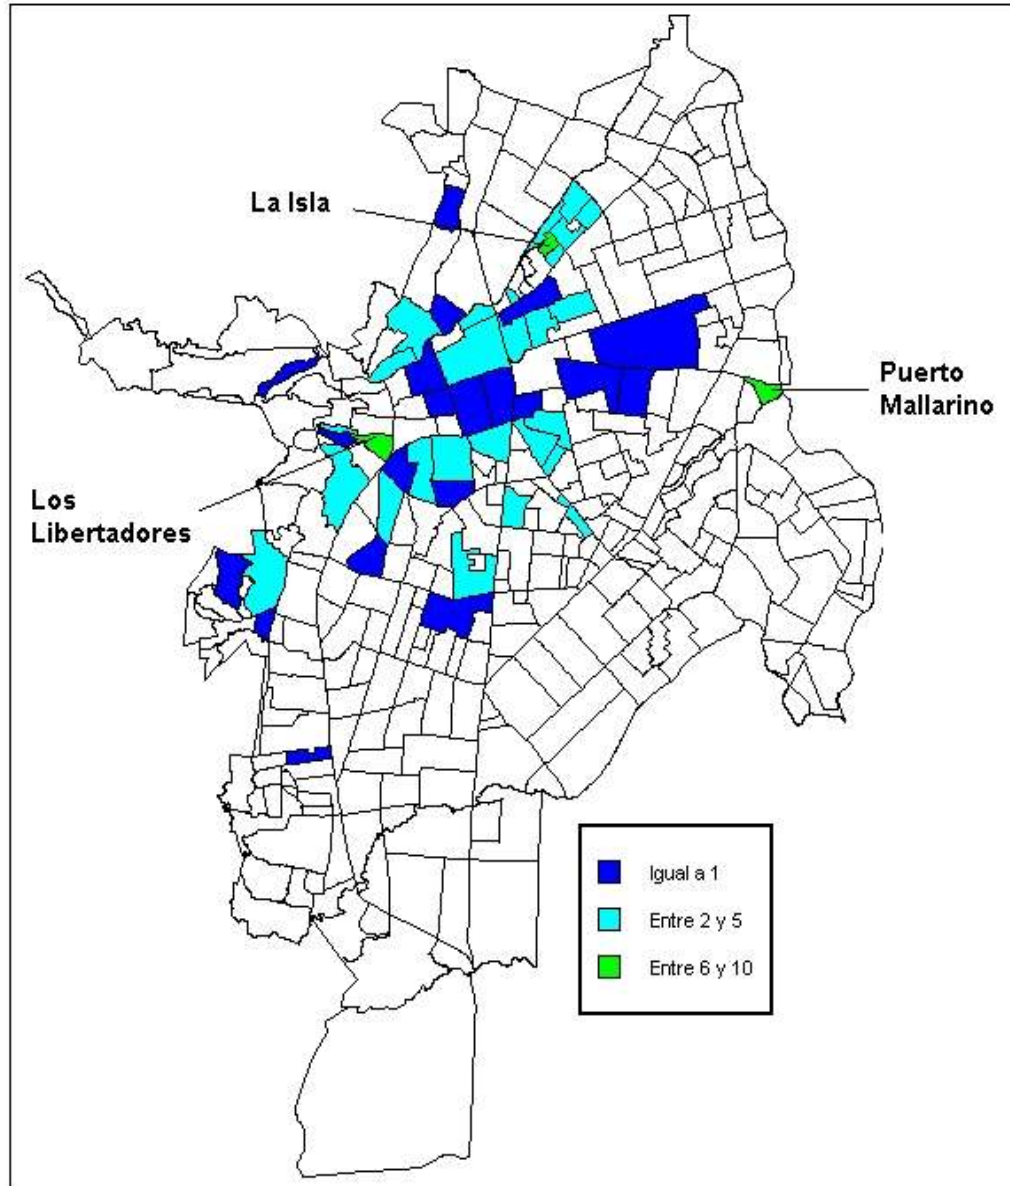 La Isla
Puerto
Mallarino
Los
Libertadores
Igual a 1
Entre 2 y 5
Entre 6 y 10